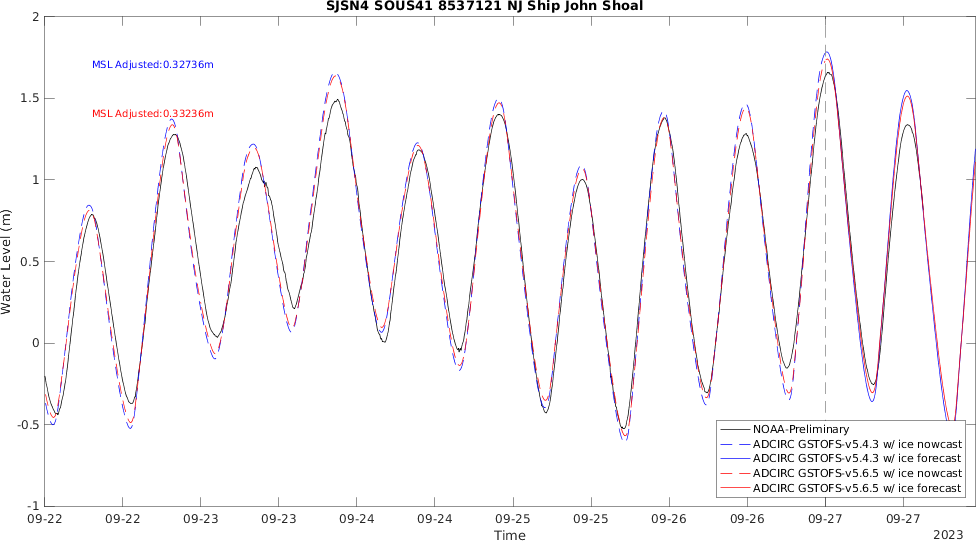 SJSN4 SOUS41 8537121 NJ Ship John Shoal
2
MSL Adjusted:0.32736m
1.5
MSL Adjusted:0.33236m
1
0.5
0
-0.5
-1
Water Level (m)
NOAA-Preliminary
ADCIRC GSTOFS-v5.4.3 w/ ice nowcast
ADCIRC GSTOFS-v5.4.3 w/ ice forecast
ADCIRC GSTOFS-v5.6.5 w/ ice nowcast
ADCIRC GSTOFS-v5.6.5 w/ ice forecast
09-22 09-22 09-23 09-23 09-24 09-24 09-25 09-25 09-26 09-26 09-27 09-27
Time
2023